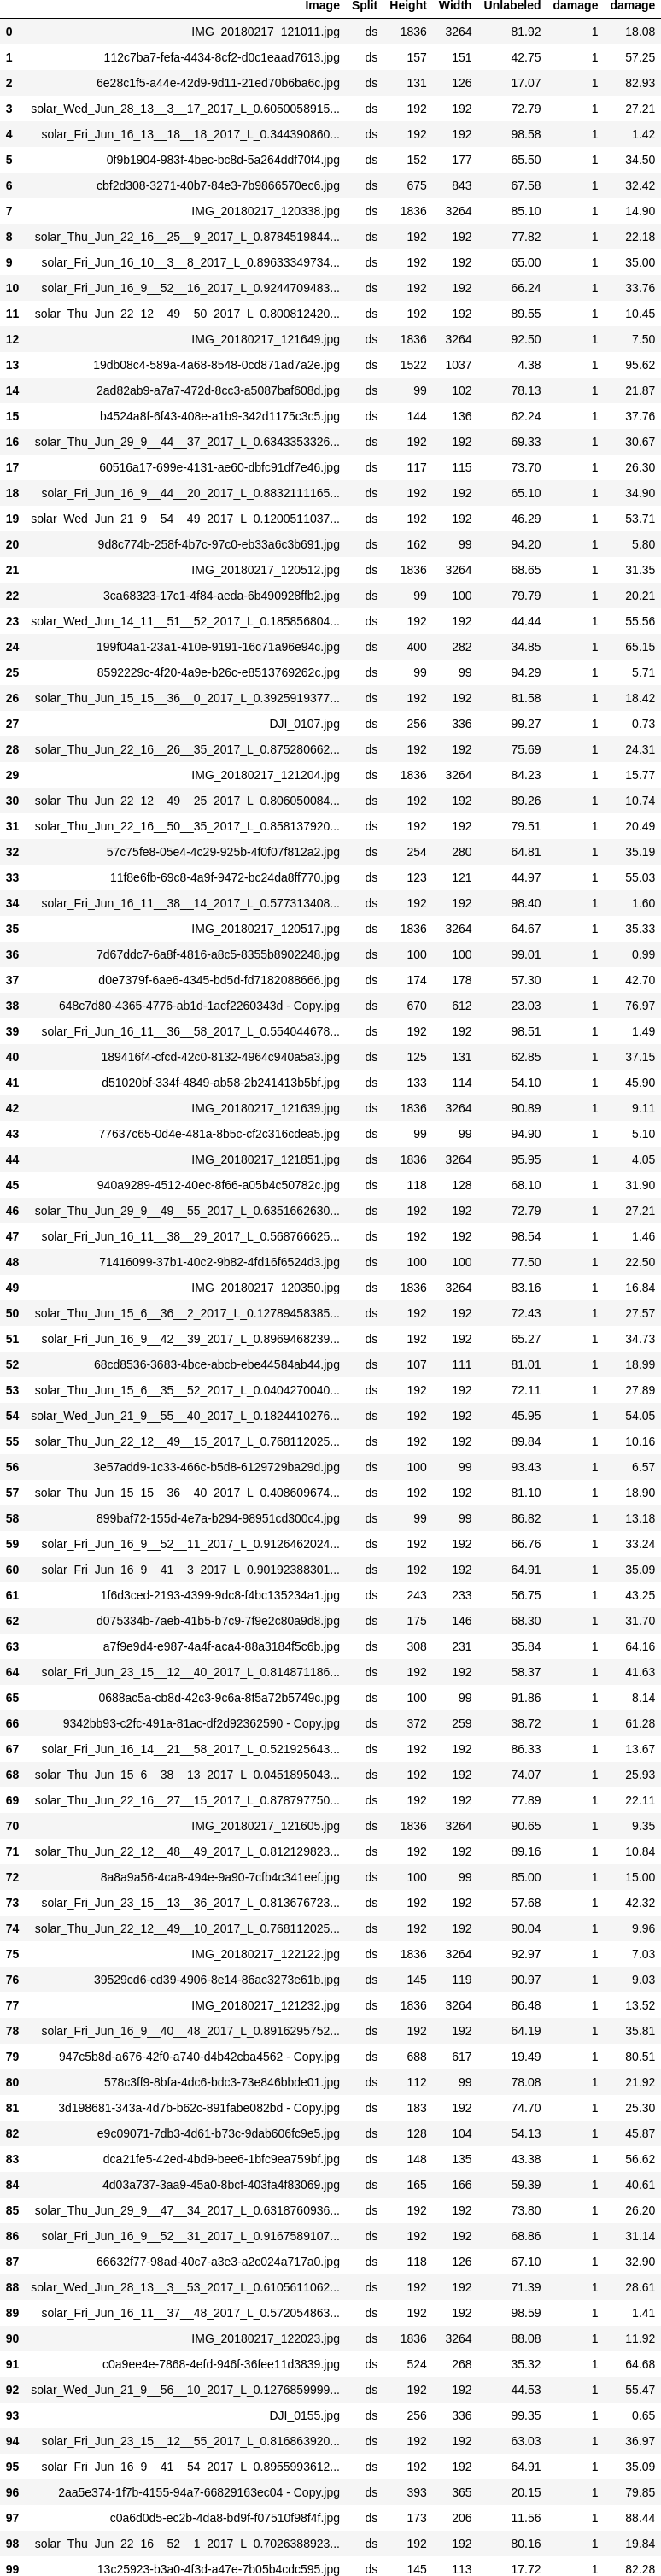 Image Split Height Width Unlabeled damage damage
0 IMG_20180217_121011.jpg ds 1836 3264 81.92 1 18.08
1 112c7ba7-fefa-4434-8cf2-d0c1eaad7613.jpg ds 157 151 42.75 1 57.25
2 6e28c1f5-a44e-42d9-9d11-21ed70b6ba6c.jpg ds 131 126 17.07 1 82.93
3 solar_Wed_Jun_28_13__3__17_2017_L_0.6050058915... ds 192 192 72.79 1 27.21
4 solar_Fri_Jun_16_13__18__18_2017_L_0.344390860... ds 192 192 98.58 1 1.42
5 0f9b1904-983f-4bec-bc8d-5a264ddf70f4.jpg ds 152 177 65.50 1 34.50
6 cbf2d308-3271-40b7-84e3-7b9866570ec6.jpg ds 675 843 67.58 1 32.42
7 IMG_20180217_120338.jpg ds 1836 3264 85.10 1 14.90
8 solar_Thu_Jun_22_16__25__9_2017_L_0.8784519844... ds 192 192 77.82 1 22.18
9 solar_Fri_Jun_16_10__3__8_2017_L_0.89633349734... ds 192 192 65.00 1 35.00
10 solar_Fri_Jun_16_9__52__16_2017_L_0.9244709483... ds 192 192 66.24 1 33.76
11 solar_Thu_Jun_22_12__49__50_2017_L_0.800812420... ds 192 192 89.55 1 10.45
12 IMG_20180217_121649.jpg ds 1836 3264 92.50 1 7.50
13 19db08c4-589a-4a68-8548-0cd871ad7a2e.jpg ds 1522 1037 4.38 1 95.62
14 2ad82ab9-a7a7-472d-8cc3-a5087baf608d.jpg ds 99 102 78.13 1 21.87
15 b4524a8f-6f43-408e-a1b9-342d1175c3c5.jpg ds 144 136 62.24 1 37.76
16 solar_Thu_Jun_29_9__44__37_2017_L_0.6343353326... ds 192 192 69.33 1 30.67
17 60516a17-699e-4131-ae60-dbfc91df7e46.jpg ds 117 115 73.70 1 26.30
18 solar_Fri_Jun_16_9__44__20_2017_L_0.8832111165... ds 192 192 65.10 1 34.90
19 solar_Wed_Jun_21_9__54__49_2017_L_0.1200511037... ds 192 192 46.29 1 53.71
20 9d8c774b-258f-4b7c-97c0-eb33a6c3b691.jpg ds 162 99 94.20 1 5.80
21 IMG_20180217_120512.jpg ds 1836 3264 68.65 1 31.35
22 3ca68323-17c1-4f84-aeda-6b490928ffb2.jpg ds 99 100 79.79 1 20.21
23 solar_Wed_Jun_14_11__51__52_2017_L_0.185856804... ds 192 192 44.44 1 55.56
24 199f04a1-23a1-410e-9191-16c71a96e94c.jpg ds 400 282 34.85 1 65.15
25 8592229c-4f20-4a9e-b26c-e8513769262c.jpg ds 99 99 94.29 1 5.71
26 solar_Thu_Jun_15_15__36__0_2017_L_0.3925919377... ds 192 192 81.58 1 18.42
27 DJI_0107.jpg ds 256 336 99.27 1 0.73
28 solar_Thu_Jun_22_16__26__35_2017_L_0.875280662... ds 192 192 75.69 1 24.31
29 IMG_20180217_121204.jpg ds 1836 3264 84.23 1 15.77
30 solar_Thu_Jun_22_12__49__25_2017_L_0.806050084... ds 192 192 89.26 1 10.74
31 solar_Thu_Jun_22_16__50__35_2017_L_0.858137920... ds 192 192 79.51 1 20.49
32 57c75fe8-05e4-4c29-925b-4f0f07f812a2.jpg ds 254 280 64.81 1 35.19
33 11f8e6fb-69c8-4a9f-9472-bc24da8ff770.jpg ds 123 121 44.97 1 55.03
34 solar_Fri_Jun_16_11__38__14_2017_L_0.577313408... ds 192 192 98.40 1 1.60
35 IMG_20180217_120517.jpg ds 1836 3264 64.67 1 35.33
36 7d67ddc7-6a8f-4816-a8c5-8355b8902248.jpg ds 100 100 99.01 1 0.99
37 d0e7379f-6ae6-4345-bd5d-fd7182088666.jpg ds 174 178 57.30 1 42.70
38 648c7d80-4365-4776-ab1d-1acf2260343d - Copy.jpg ds 670 612 23.03 1 76.97
39 solar_Fri_Jun_16_11__36__58_2017_L_0.554044678... ds 192 192 98.51 1 1.49
40 189416f4-cfcd-42c0-8132-4964c940a5a3.jpg ds 125 131 62.85 1 37.15
41 d51020bf-334f-4849-ab58-2b241413b5bf.jpg ds 133 114 54.10 1 45.90
42 IMG_20180217_121639.jpg ds 1836 3264 90.89 1 9.11
43 77637c65-0d4e-481a-8b5c-cf2c316cdea5.jpg ds 99 99 94.90 1 5.10
44 IMG_20180217_121851.jpg ds 1836 3264 95.95 1 4.05
45 940a9289-4512-40ec-8f66-a05b4c50782c.jpg ds 118 128 68.10 1 31.90
46 solar_Thu_Jun_29_9__49__55_2017_L_0.6351662630... ds 192 192 72.79 1 27.21
47 solar_Fri_Jun_16_11__38__29_2017_L_0.568766625... ds 192 192 98.54 1 1.46
48 71416099-37b1-40c2-9b82-4fd16f6524d3.jpg ds 100 100 77.50 1 22.50
49 IMG_20180217_120350.jpg ds 1836 3264 83.16 1 16.84
50 solar_Thu_Jun_15_6__36__2_2017_L_0.12789458385... ds 192 192 72.43 1 27.57
51 solar_Fri_Jun_16_9__42__39_2017_L_0.8969468239... ds 192 192 65.27 1 34.73
52 68cd8536-3683-4bce-abcb-ebe44584ab44.jpg ds 107 111 81.01 1 18.99
53 solar_Thu_Jun_15_6__35__52_2017_L_0.0404270040... ds 192 192 72.11 1 27.89
54 solar_Wed_Jun_21_9__55__40_2017_L_0.1824410276... ds 192 192 45.95 1 54.05
55 solar_Thu_Jun_22_12__49__15_2017_L_0.768112025... ds 192 192 89.84 1 10.16
56 3e57add9-1c33-466c-b5d8-6129729ba29d.jpg ds 100 99 93.43 1 6.57
57 solar_Thu_Jun_15_15__36__40_2017_L_0.408609674... ds 192 192 81.10 1 18.90
58 899baf72-155d-4e7a-b294-98951cd300c4.jpg ds 99 99 86.82 1 13.18
59 solar_Fri_Jun_16_9__52__11_2017_L_0.9126462024... ds 192 192 66.76 1 33.24
60 solar_Fri_Jun_16_9__41__3_2017_L_0.90192388301... ds 192 192 64.91 1 35.09
61 1f6d3ced-2193-4399-9dc8-f4bc135234a1.jpg ds 243 233 56.75 1 43.25
62 d075334b-7aeb-41b5-b7c9-7f9e2c80a9d8.jpg ds 175 146 68.30 1 31.70
63 a7f9e9d4-e987-4a4f-aca4-88a3184f5c6b.jpg ds 308 231 35.84 1 64.16
64 solar_Fri_Jun_23_15__12__40_2017_L_0.814871186... ds 192 192 58.37 1 41.63
65 0688ac5a-cb8d-42c3-9c6a-8f5a72b5749c.jpg ds 100 99 91.86 1 8.14
66 9342bb93-c2fc-491a-81ac-df2d92362590 - Copy.jpg ds 372 259 38.72 1 61.28
67 solar_Fri_Jun_16_14__21__58_2017_L_0.521925643... ds 192 192 86.33 1 13.67
68 solar_Thu_Jun_15_6__38__13_2017_L_0.0451895043... ds 192 192 74.07 1 25.93
69 solar_Thu_Jun_22_16__27__15_2017_L_0.878797750... ds 192 192 77.89 1 22.11
70 IMG_20180217_121605.jpg ds 1836 3264 90.65 1 9.35
71 solar_Thu_Jun_22_12__48__49_2017_L_0.812129823... ds 192 192 89.16 1 10.84
72 8a8a9a56-4ca8-494e-9a90-7cfb4c341eef.jpg ds 100 99 85.00 1 15.00
73 solar_Fri_Jun_23_15__13__36_2017_L_0.813676723... ds 192 192 57.68 1 42.32
74 solar_Thu_Jun_22_12__49__10_2017_L_0.768112025... ds 192 192 90.04 1 9.96
75 IMG_20180217_122122.jpg ds 1836 3264 92.97 1 7.03
76 39529cd6-cd39-4906-8e14-86ac3273e61b.jpg ds 145 119 90.97 1 9.03
77 IMG_20180217_121232.jpg ds 1836 3264 86.48 1 13.52
78 solar_Fri_Jun_16_9__40__48_2017_L_0.8916295752... ds 192 192 64.19 1 35.81
79 947c5b8d-a676-42f0-a740-d4b42cba4562 - Copy.jpg ds 688 617 19.49 1 80.51
80 578c3ff9-8bfa-4dc6-bdc3-73e846bbde01.jpg ds 112 99 78.08 1 21.92
81 3d198681-343a-4d7b-b62c-891fabe082bd - Copy.jpg ds 183 192 74.70 1 25.30
82 e9c09071-7db3-4d61-b73c-9dab606fc9e5.jpg ds 128 104 54.13 1 45.87
83 dca21fe5-42ed-4bd9-bee6-1bfc9ea759bf.jpg ds 148 135 43.38 1 56.62
84 4d03a737-3aa9-45a0-8bcf-403fa4f83069.jpg ds 165 166 59.39 1 40.61
85 solar_Thu_Jun_29_9__47__34_2017_L_0.6318760936... ds 192 192 73.80 1 26.20
86 solar_Fri_Jun_16_9__52__31_2017_L_0.9167589107... ds 192 192 68.86 1 31.14
87 66632f77-98ad-40c7-a3e3-a2c024a717a0.jpg ds 118 126 67.10 1 32.90
88 solar_Wed_Jun_28_13__3__53_2017_L_0.6105611062... ds 192 192 71.39 1 28.61
89 solar_Fri_Jun_16_11__37__48_2017_L_0.572054863... ds 192 192 98.59 1 1.41
90 IMG_20180217_122023.jpg ds 1836 3264 88.08 1 11.92
91 c0a9ee4e-7868-4efd-946f-36fee11d3839.jpg ds 524 268 35.32 1 64.68
92 solar_Wed_Jun_21_9__56__10_2017_L_0.1276859999... ds 192 192 44.53 1 55.47
93 DJI_0155.jpg ds 256 336 99.35 1 0.65
94 solar_Fri_Jun_23_15__12__55_2017_L_0.816863920... ds 192 192 63.03 1 36.97
95 solar_Fri_Jun_16_9__41__54_2017_L_0.8955993612... ds 192 192 64.91 1 35.09
96 2aa5e374-1f7b-4155-94a7-66829163ec04 - Copy.jpg ds 393 365 20.15 1 79.85
97 c0a6d0d5-ec2b-4da8-bd9f-f07510f98f4f.jpg ds 173 206 11.56 1 88.44
98 solar_Thu_Jun_22_16__52__1_2017_L_0.7026388923... ds 192 192 80.16 1 19.84
99 13c25923-b3a0-4f3d-a47e-7b05b4cdc595.jpg ds 145 113 17.72 1 82.28